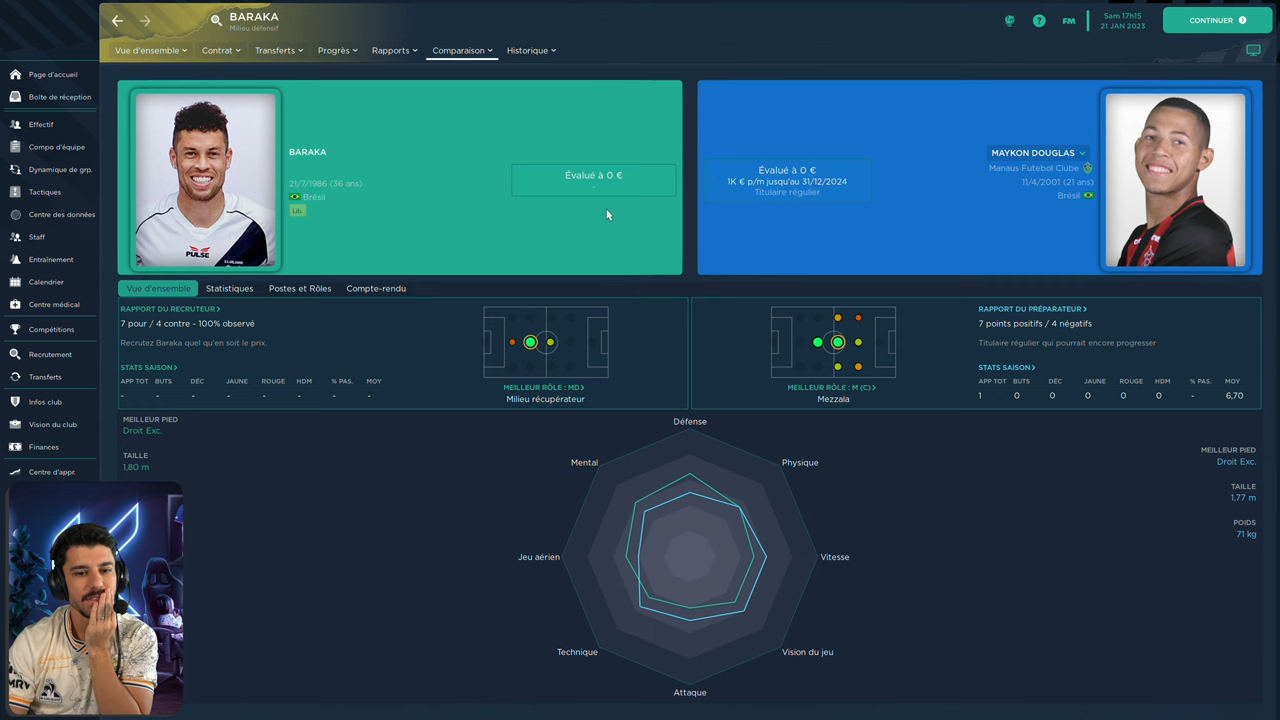 BARAKA
Milieu défensif
FM
Sam 17h15
21 JAN 2023
CONTINUER
Vue d'ensemble
Contrat
Transferts
Progrès
Rapports
Comparaison
Historique
Page d'accueil
Boîte de réception
Effectif
Compo d'équipe
Dynamique de grp.
Tactiques
Centre des données
Staff
Entraînement
Calendrier
Centre médical
Compétitions
Recrutement
Transferts
Infos club
Vision du club
Finances
Centre d'appr.
BARAKA
21/7/1986 (36 ans)
Brésil
Lib.
Évalué à 0 €
-
PULSE
Évalué à 0 €
1K € p/m jusqu'au 31/12/2024
Titulaire régulier
MAYKON DOUGLAS
Manaus Futebol Clube
11/4/2001 (21 ans)
Brésil
Vue d'ensemble
Statistiques
Postes et Rôles
Compte-rendu
RAPPORT DU RECRUTEUR >
7 pour / 4 contre - 100% observé
Recrutez Baraka quel qu'en soit le prix.
STATS SAISON >
APP TOT BUTS DÉC JAUNE ROUGE HDM % PAS. MOY
- - - - - - - -
MEILLEUR RÔLE : MD >
Milieu récupérateur
MEILLEUR RÔLE : M (C) >
Mezzala
RAPPORT DU PRÉPARATEUR >
7 points positifs / 4 négatifs
Titulaire régulier qui pourrait encore progresser
STATS SAISON >
APP TOT BUTS DÉC JAUNE ROUGE HDM % PAS. MOY
1 0 0 0 0 0 - 6,70
MEILLEUR PIED
Droit Exc.
TAILLE
1,80 m
Défense
Physique
Vitesse
Vision du jeu
Attaque
Technique
Jeu aérien
Mental
MEILLEUR PIED
Droit Exc.
TAILLE
1,77 m
POIDS
71 kg